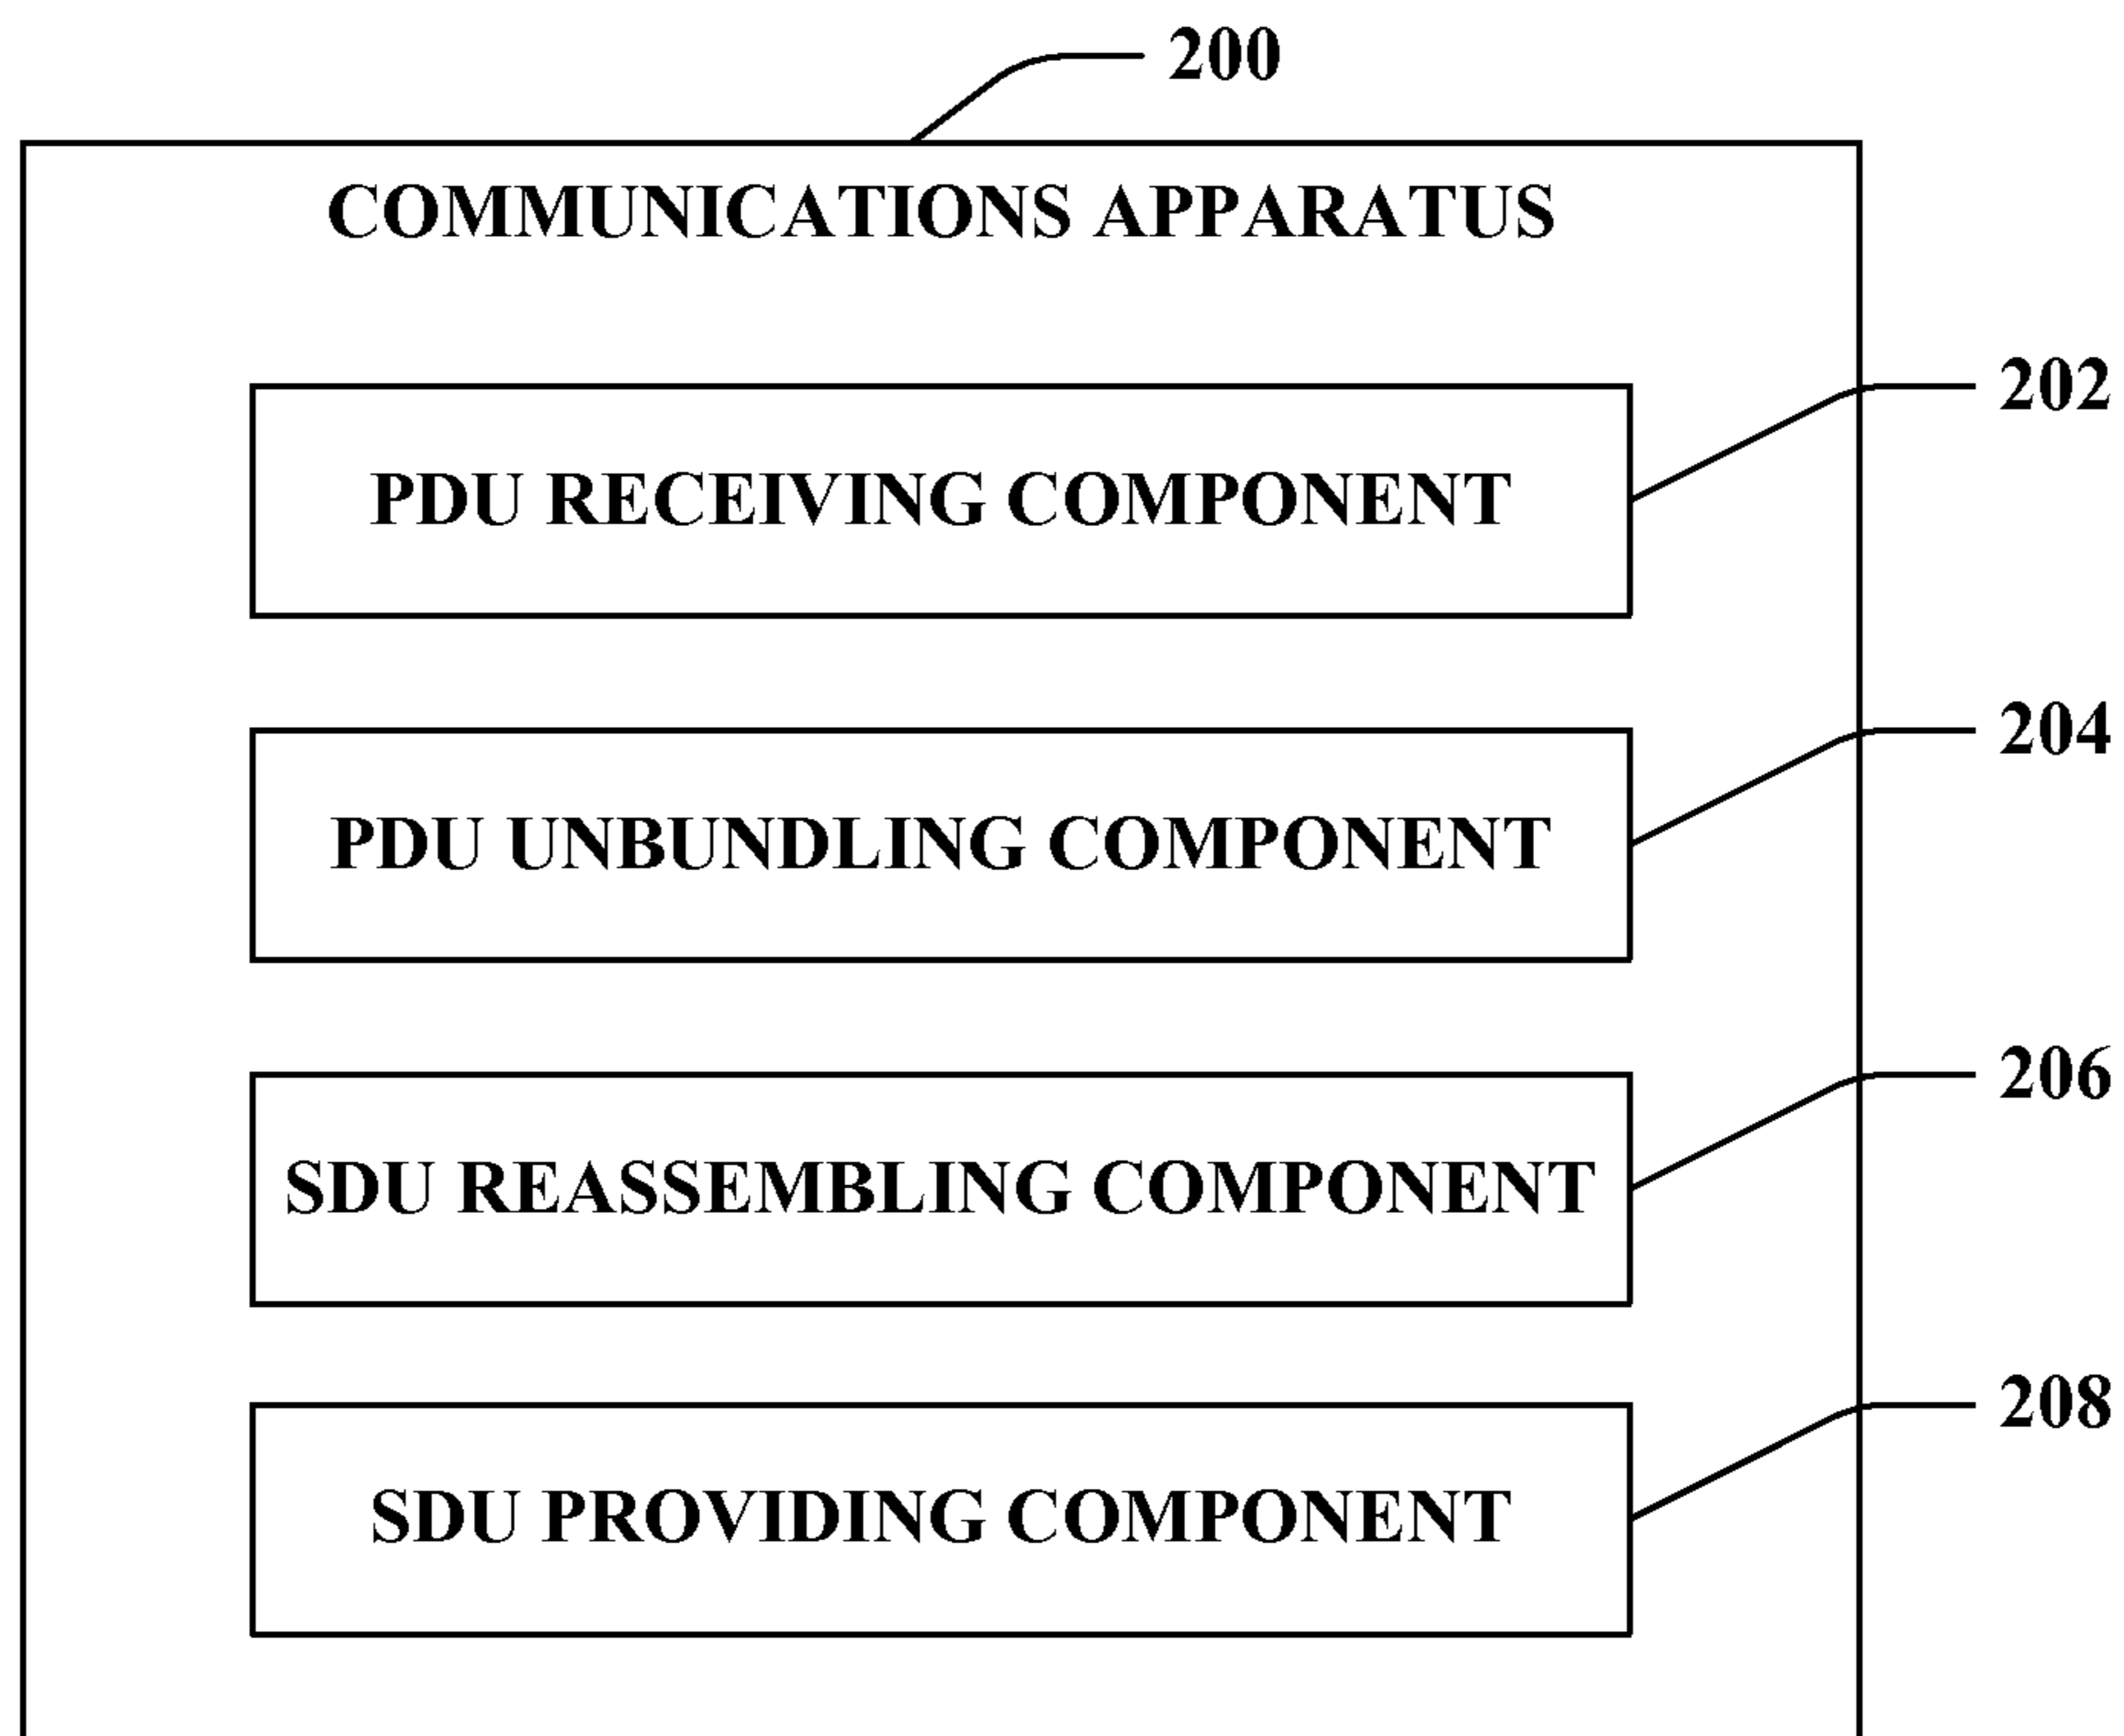 200
COMMUNICATIONS APPARATUS
202
PDU RECEIVING COMPONENT
204
PDU UNBUNDLING COMPONENT
206
SDU REASSEMBLING COMPONENT
208
SDU PROVIDING COMPONENT